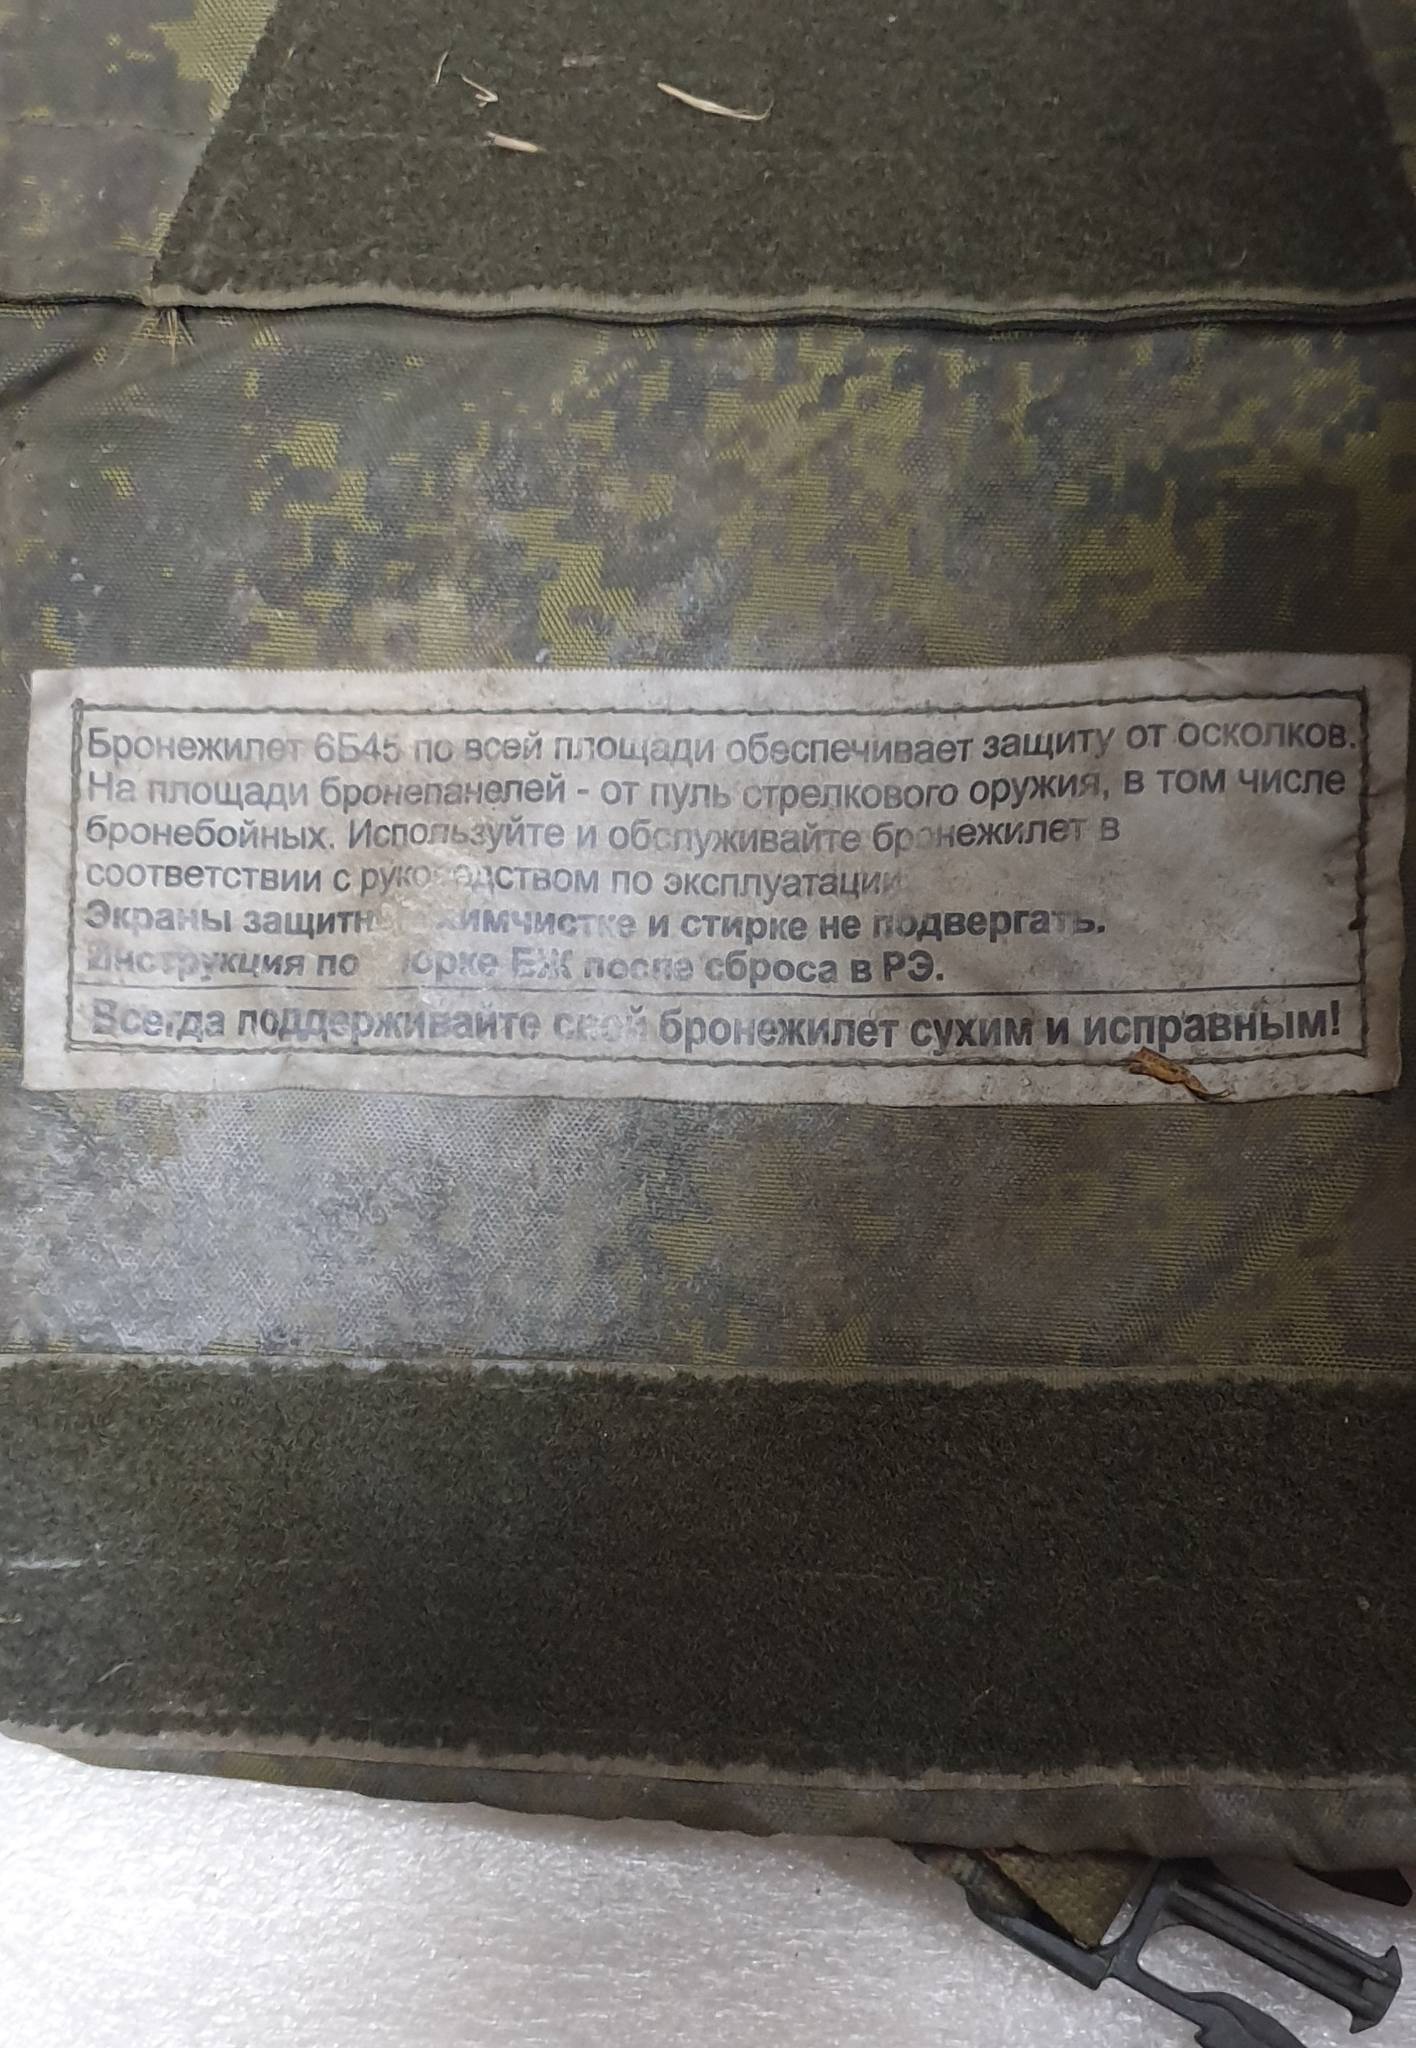 Бронежилет 6Б45 по всей площади обеспечивает защиту от осколков.
На площади бронепанелей - от пуль стрелкового оружия, в том числе
бронебойных. Используйте и обслуживайте бронежилет в
соответствии с руководством по эксплуатации
Экраны защитн химчистке и стирке не подвергать.
Инструкция по БЖ после сброса в РЭ.
Всегда поддерживайте свой бронежилет сухим и исправным!